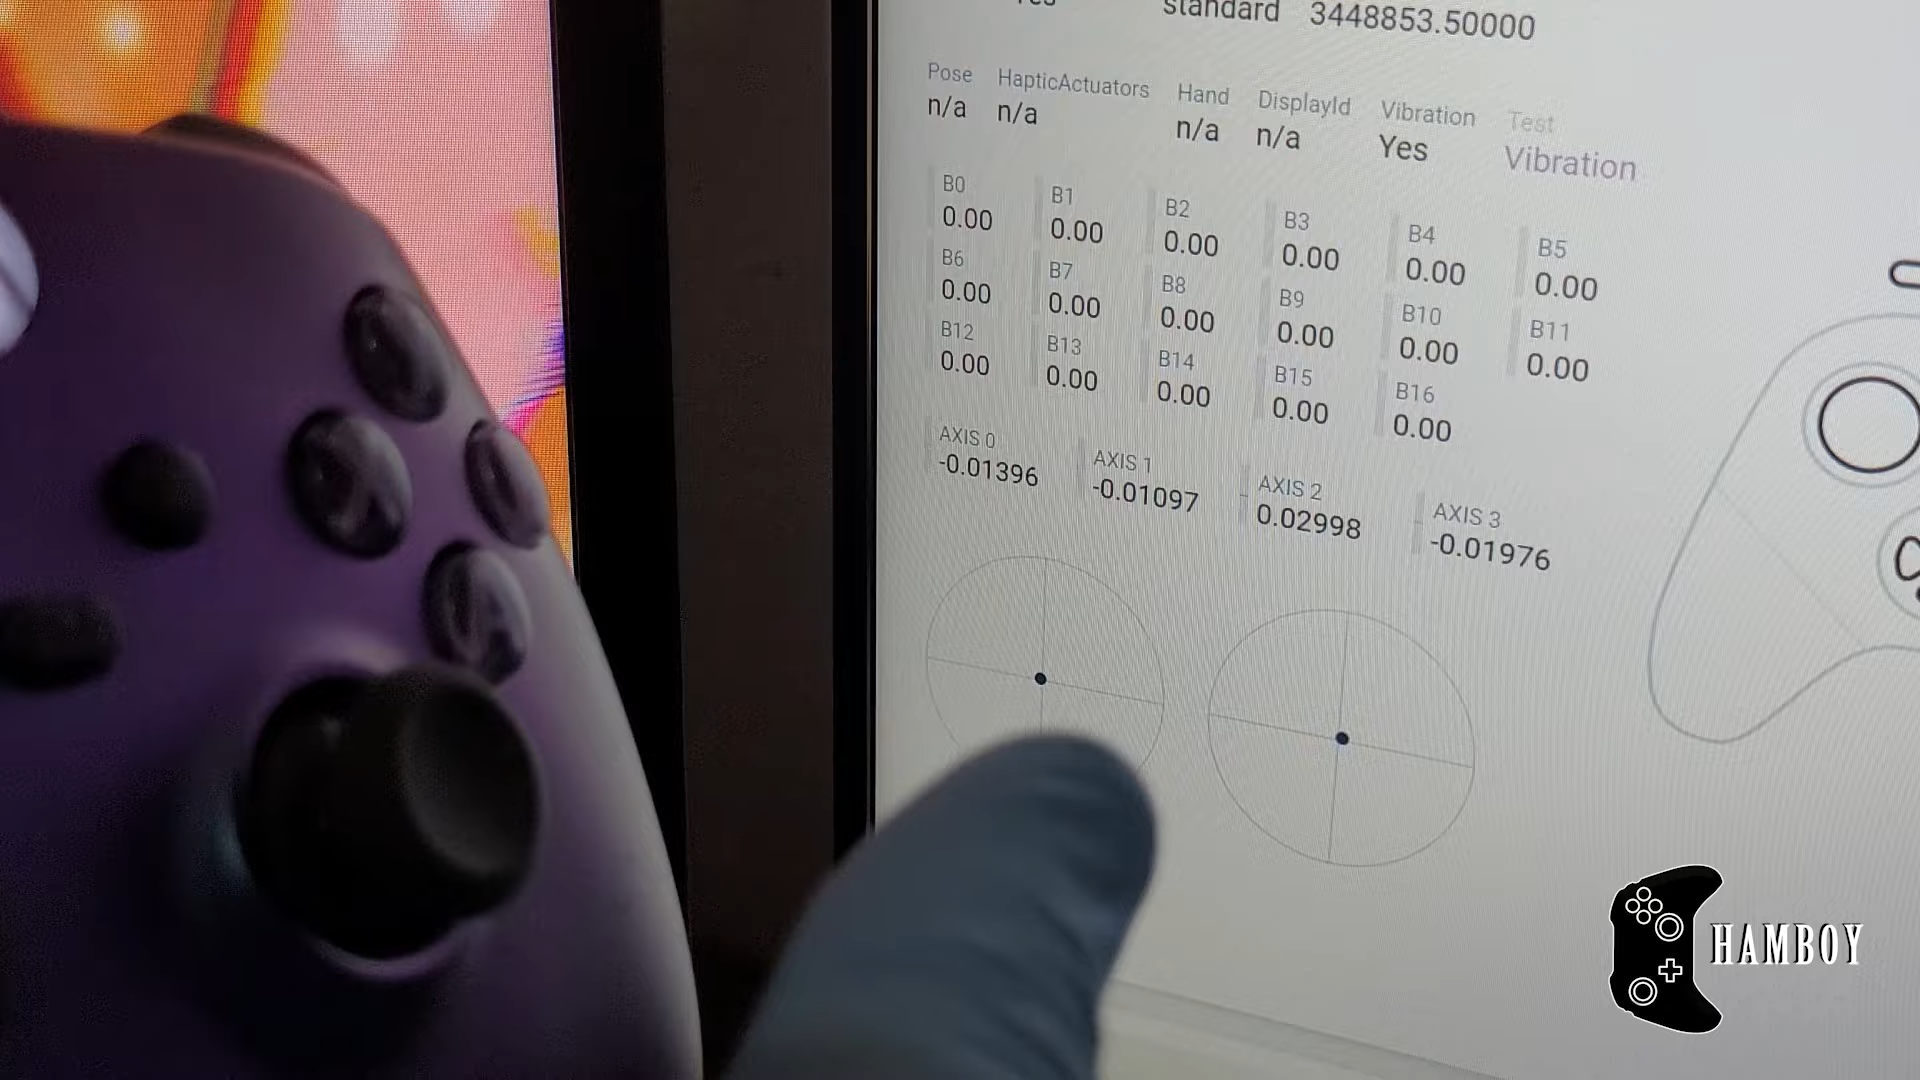 standard 3448853.50000
Pose HapticActuators Hand DisplayId Vibration Test
n/a n/a n/a n/a Yes Vibration
B0 B1 B2 B3 B4 B5
0.00 0.00 0.00 0.00 0.00 0.00
B6 B7 B8 B9 B10 B11
0.00 0.00 0.00 0.00 0.00 0.00
B12 B13 B14 B15 B16
0.00 0.00 0.00 0.00 0.00
AXIS 0 AXIS 1 AXIS 2 AXIS 3
-0.01396 -0.01097 0.02998 -0.01976
HAMBOY